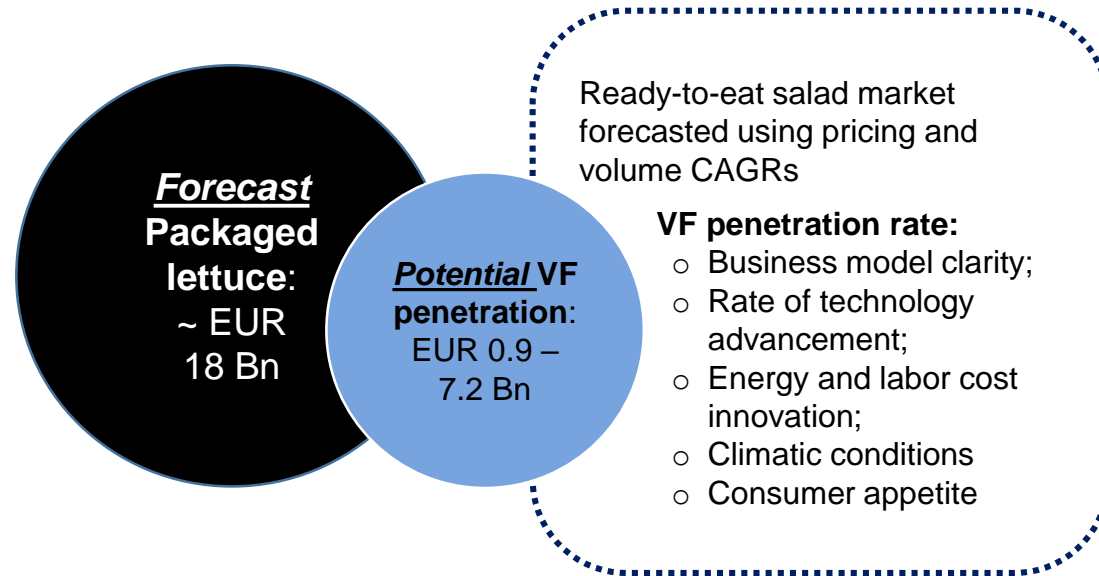 Forecast
Packaged
lettuce:
~ EUR
18 Bn
Potential VF
penetration:
EUR 0.9 –
7.2 Bn
Ready-to-eat salad market
forecasted using pricing and
volume CAGRs
VF penetration rate:
o Business model clarity;
o Rate of technology
advancement;
o Energy and labor cost
innovation;
o Climatic conditions
o Consumer appetite